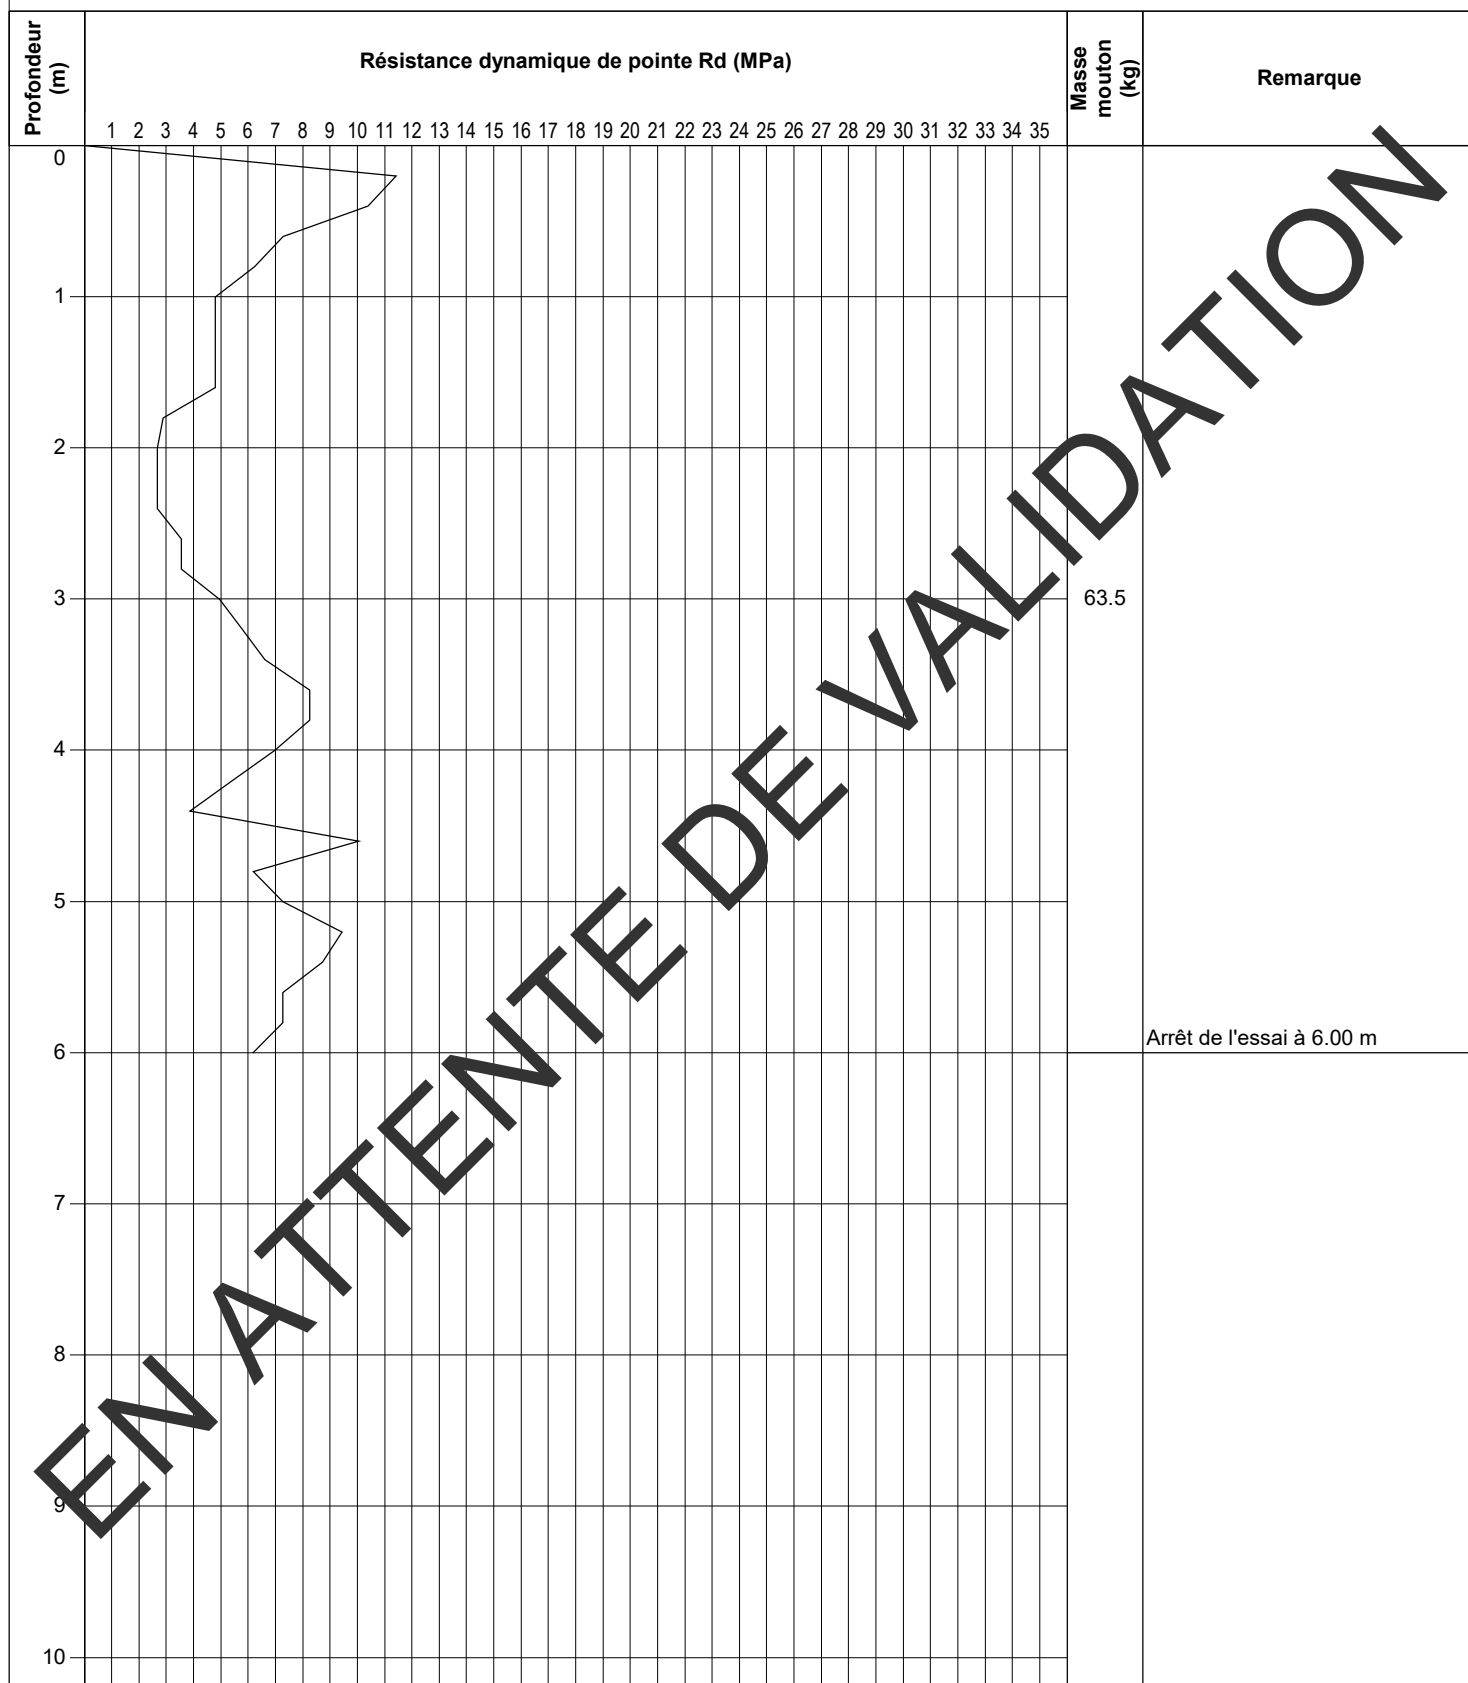 Profondeur
(m)
Résistance dynamique de pointe Rd (MPa)
Masse
mouton
(kg)
Remarque
1 2 3 4 5 6 7 8 9 10 11 12 13 14 15 16 17 18 19 20 21 22 23 24 25 26 27 28 29 30 31 32 33 34 35
0
1
2
3
63.5
4
5
Arrêt de l'essai à 6.00 m
6
7
8
9
10
EN ATTENTE DE VALIDATION